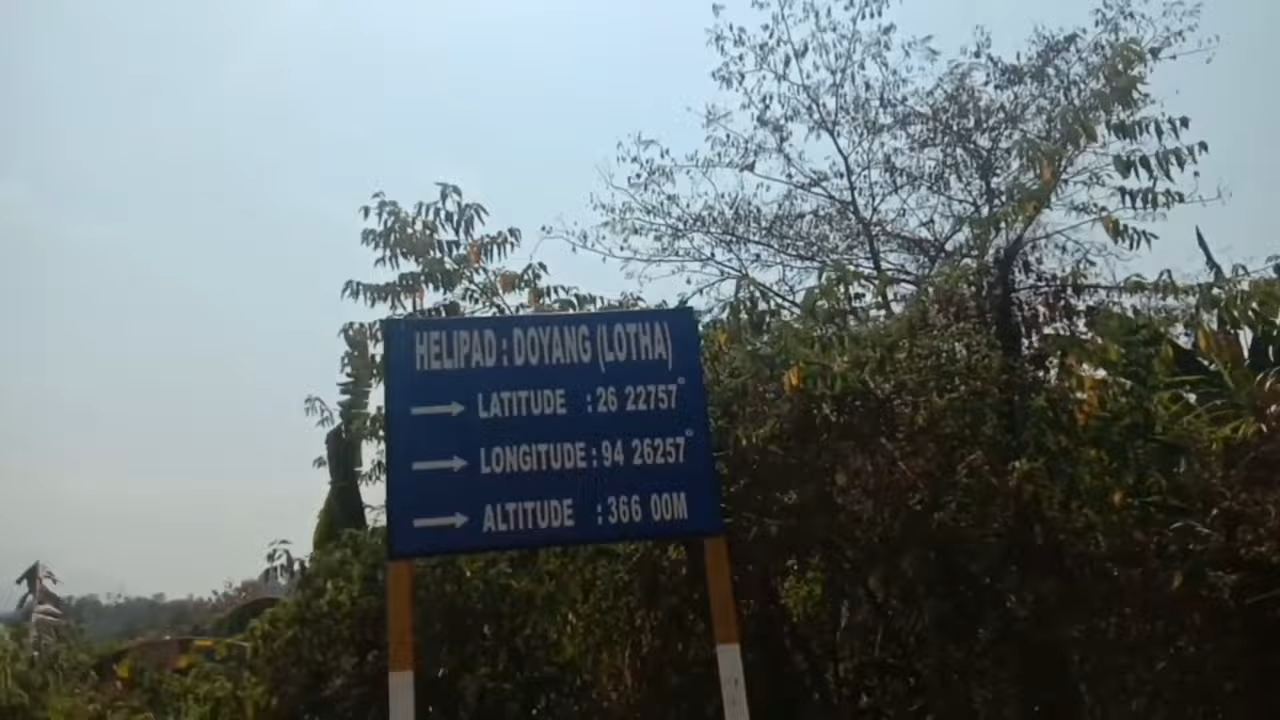 HELIPAD : DOYANG (LOTHA)
→ LATITUDE : 26 22757°
→ LONGITUDE : 94 26257°
→ ALTITUDE : 366 00M